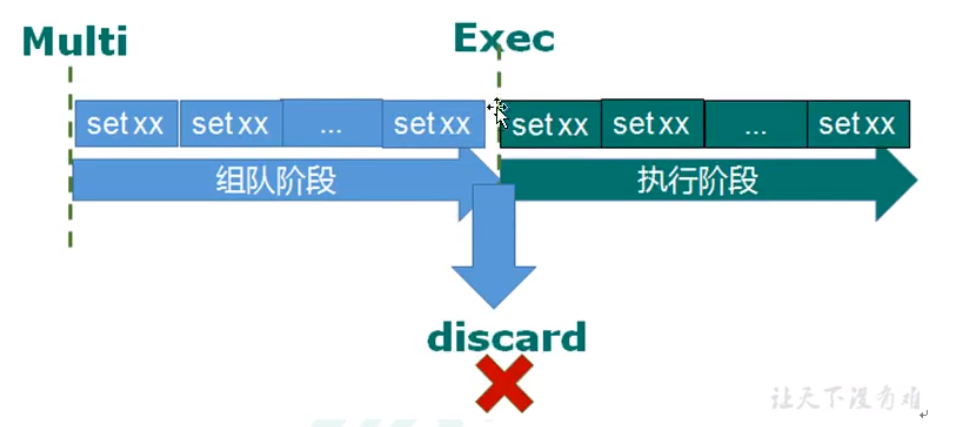 Multi
Exec
set xx set xx ... set xx set xx set xx ... set xx
组队阶段 执行阶段
discard
让天下没有难